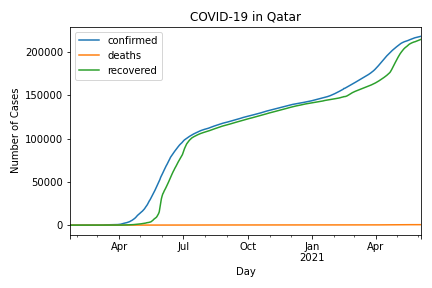 COVID-19 in Qatar
confirmed
deaths
recovered
Number of Cases
200000
150000
100000
50000
0
Apr Jul Oct Jan Apr
2021
Day